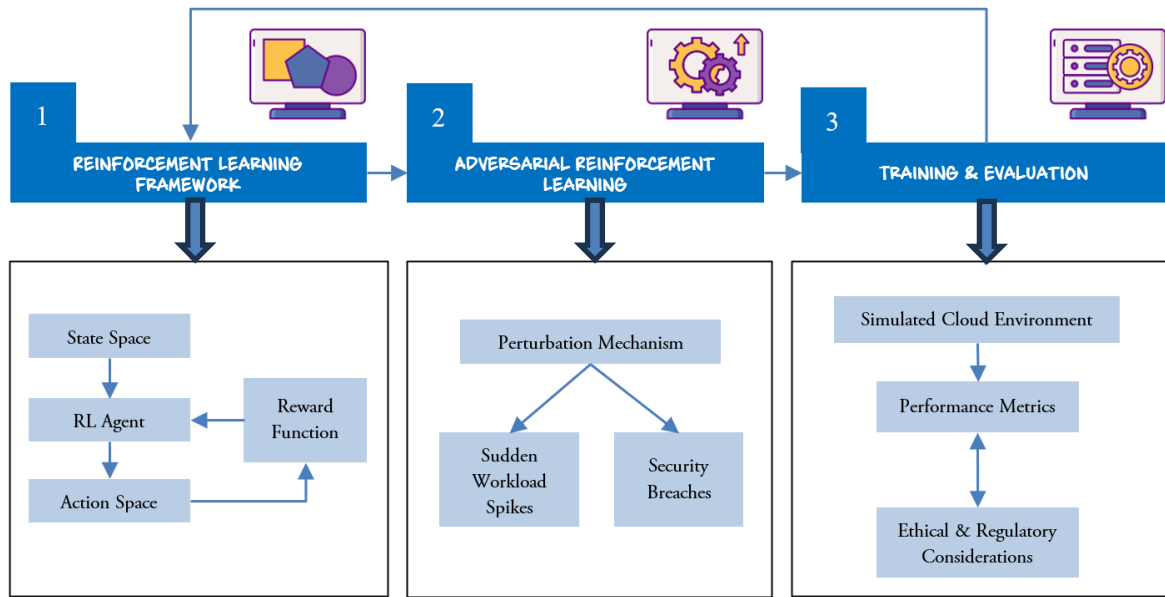 1
REINFORCEMENT LEARNING
FRAMEWORK
2
ADVERSARIAL REINFORCEMENT
LEARNING
3
TRAINING & EVALUATION
State Space
RL Agent
Action Space
Reward
Function
Perturbation Mechanism
Sudden
Workload
Spikes
Security
Breaches
Simulated Cloud Environment
Performance Metrics
Ethical & Regulatory
Considerations